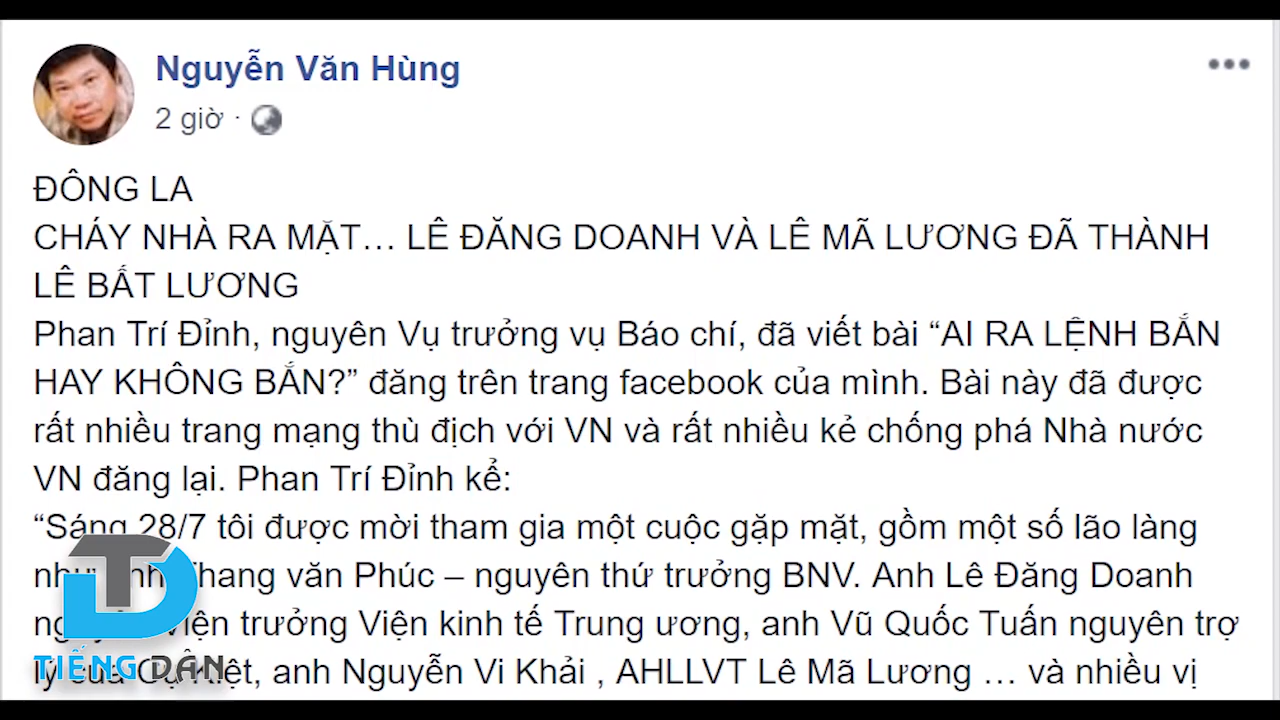 Nguyễn Văn Hùng
2 giờ ·
ĐÔNG LA
CHÁY NHÀ RA MẶT... LÊ ĐĂNG DOANH VÀ LÊ MÃ LƯƠNG ĐÃ THÀNH
LÊ BẤT LƯƠNG
Phan Trí Đỉnh, nguyên Vụ trưởng vụ Báo chí, đã viết bài “AI RA LỆNH BẮN
HAY KHÔNG BẮN?” đăng trên trang facebook của mình. Bài này đã được
rất nhiều trang mạng thù địch với VN và rất nhiều kẻ chống phá Nhà nước
VN đăng lại. Phan Trí Đỉnh kể:
“Sáng 28/7 tôi được mời tham gia một cuộc gặp mặt, gồm một số lão làng
Thang văn Phúc – nguyên thứ trưởng BNV. Anh Lê Đăng Doanh
Viện trưởng Viện kinh tế Trung ương, anh Vũ Quốc Tuấn nguyên trợ
lý của Cụ Kiệt, anh Nguyễn Vi Khải , AHLLVT Lê Mã Lương ... và nhiều vị
TD
TIẾNG DÂN